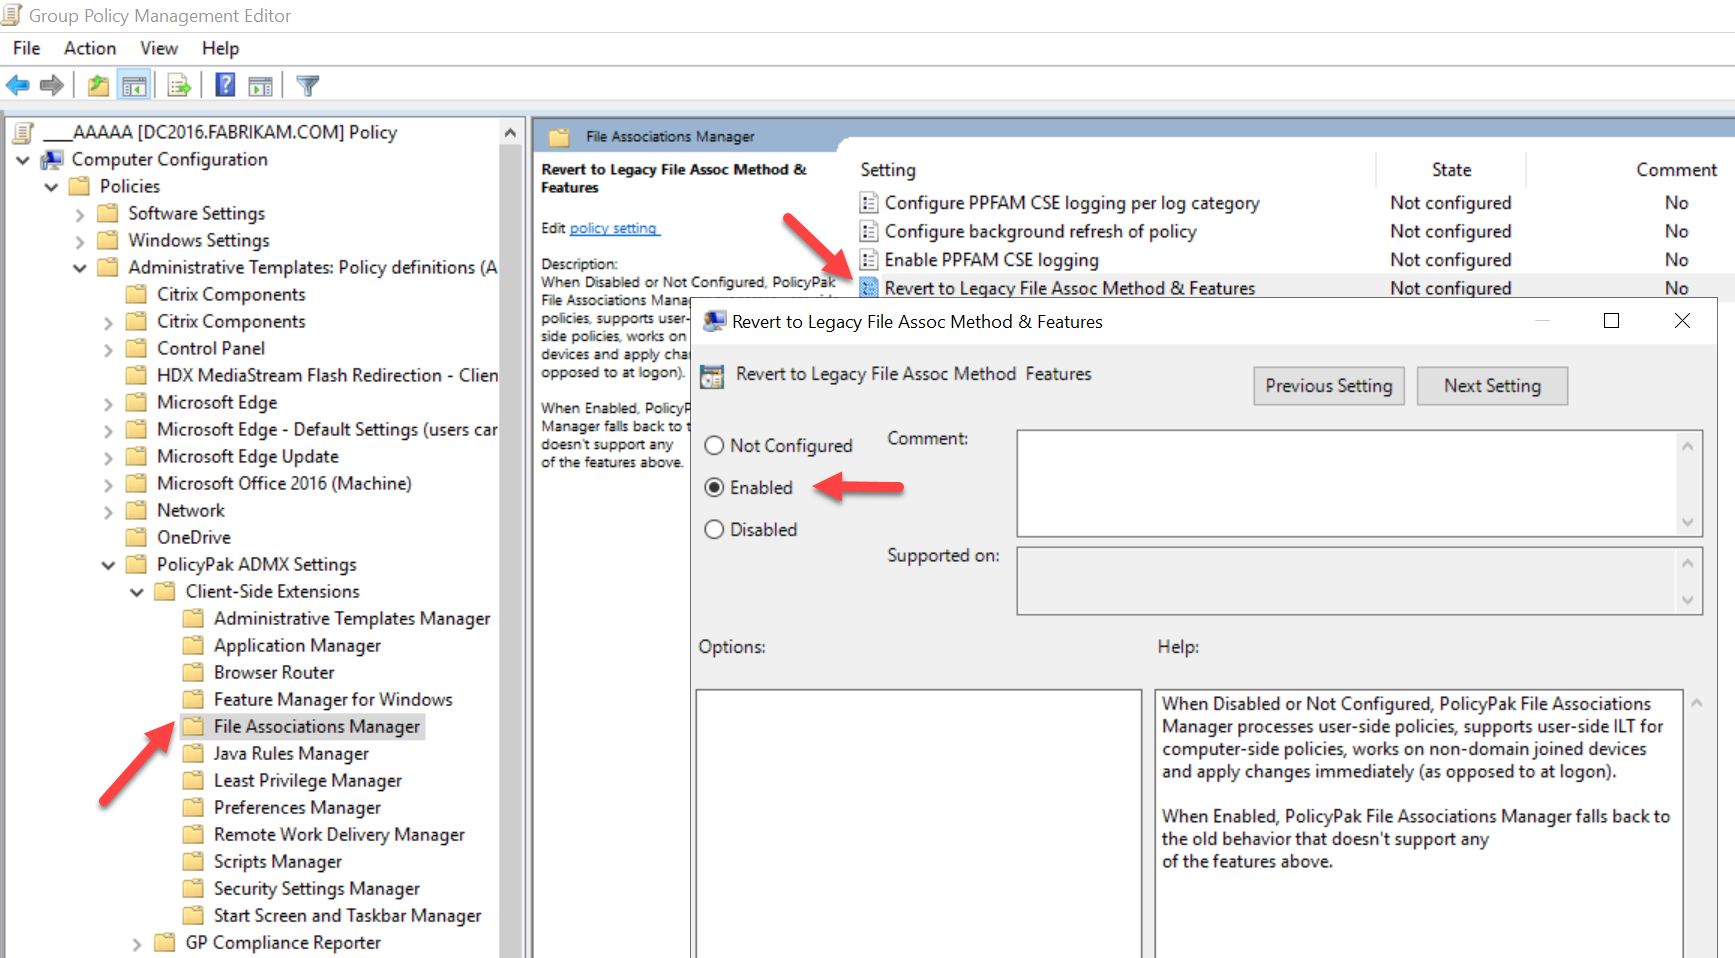 Group Policy Management Editor
File Action View Help
___AAAAA [DC2016.FABRIKAM.COM] Policy
Computer Configuration
Policies
Software Settings
Windows Settings
Administrative Templates: Policy definitions (A
Citrix Components
Citrix Components
Control Panel
HDX MediaStream Flash Redirection - Clien
Microsoft Edge
Microsoft Edge - Default Settings (users can
Microsoft Edge Update
Microsoft Office 2016 (Machine)
Network
OneDrive
PolicyPak ADMX Settings
Client-Side Extensions
Administrative Templates Manager
Application Manager
Browser Router
Feature Manager for Windows
File Associations Manager
Java Rules Manager
Least Privilege Manager
Preferences Manager
Remote Work Delivery Manager
Scripts Manager
Security Settings Manager
Start Screen and Taskbar Manager
GP Compliance Reporter
File Associations Manager
Revert to Legacy File Assoc Method &
Features
Edit policy setting
Description:
When Disabled or Not Configured, PolicyPak
File Associations Manag
policies, supports user-
side policies, works on
devices and apply cha
opposed to at logon).
When Enabled, PolicyP
Manager falls back to t
doesn't support any
of the features above.
Setting State Comment
Configure PPFAM CSE logging per log category Not configured No
Configure background refresh of policy Not configured No
Enable PPFAM CSE logging Not configured No
Revert to Legacy File Assoc Method & Features Not configured No
Revert to Legacy File Assoc Method & Features
Revert to Legacy File Assoc Method Features
Previous Setting Next Setting
Not Configured
Enabled
Disabled
Comment:
Supported on:
Options:
Help:
When Disabled or Not Configured, PolicyPak File Associations
Manager processes user-side policies, supports user-side ILT for
computer-side policies, works on non-domain joined devices
and apply changes immediately (as opposed to at logon).
When Enabled, PolicyPak File Associations Manager falls back to
the old behavior that doesn't support any
of the features above.